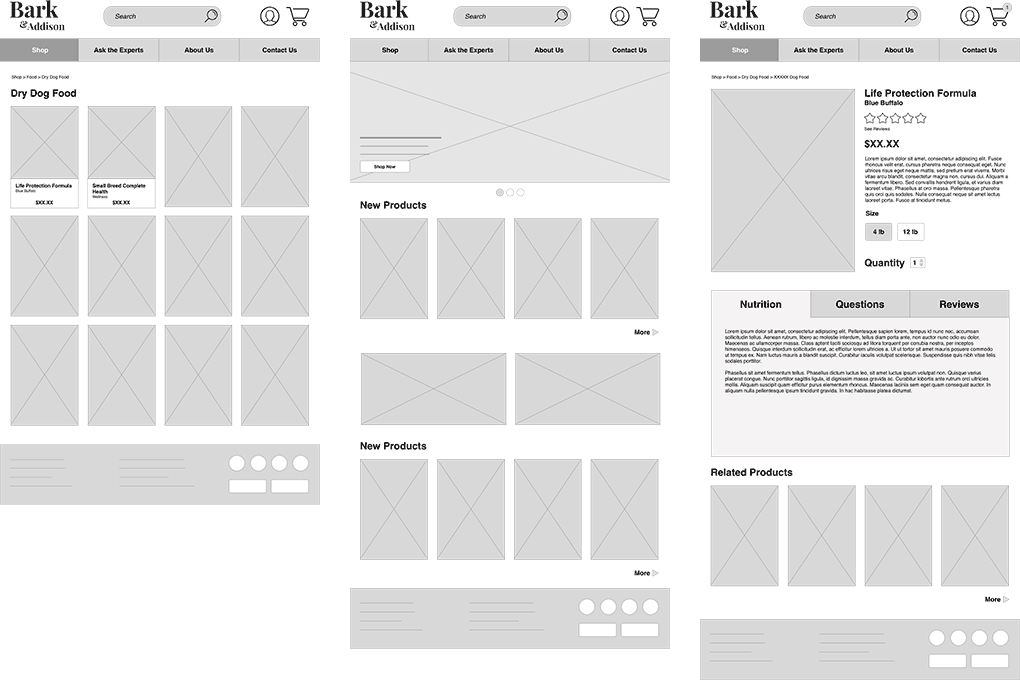 Bark
&Addison
Search
Shop
Ask the Experts
About Us
Contact Us
Shop > Food > Dry Dog Food
Dry Dog Food
Life Protection Formula
Blue Buffalo
$XX.XX
Small Breed Complete
Health
Wellness
$XX.XX
Bark
&Addison
Search
Shop
Ask the Experts
About Us
Contact Us
Shop Now
New Products
More
New Products
More
Bark
&Addison
Search
1
Shop
Ask the Experts
About Us
Contact Us
Shop > Food > Dry Dog Food > XXXXX Dog Food
Life Protection Formula
Blue Buffalo
See Reviews
$XX.XX
Lorem ipsum dolor sit amet, consectetur adipiscing elit. Fusce
rhoncus velit erat, cursus pharetra neque consequat eget. Nunc
ultrices risus eget neque mattis, sed pretium erat viverra. Morbi
vitae arcu blandit, consectetur magna non, cursus dui. Aliquam a
fermentum libero. Sed convallis hendrerit ligula, et varius diam
laoreet vitae. Phasellus at orci massa. Pellentesque pharetra
quis orci quis sodales. Nulla consequat neque sit amet lectus
laoreet porta. Fusce at tincidunt metus.
Size
4 lb
12 lb
Quantity
1
Nutrition
Questions
Reviews
Lorem ipsum dolor sit amet, consectetur adipiscing elit. Pellentesque sapien lorem, tempus id nunc nec, accumsan
sollicitudin tellus. Aenean rutrum, libero ac molestie interdum, tellus diam porta ante, non auctor nunc odio eu dolor.
Maecenas ac ullamcorper massa. Class aptent taciti sociosqu ad litora torquent per conubia nostra, per inceptos
himenaeos. Quisque interdum sollicitudin erat, ac efficitur lorem ultricies a. Ut ut tortor sit amet mauris posuere commodo
ut tempus ex. Nam luctus mauris a blandit suscipit. Curabitur iaculis volutpat scelerisque. Suspendisse quis nibh vitae felis
sodales porttitor.
Phasellus sit amet fermentum tellus. Phasellus dictum luctus leo, sit amet luctus ipsum volutpat non. Quisque varius
placerat congue. Nunc porttitor sagittis ligula, id dignissim massa gravida ac. Curabitur lobortis ante rutrum orci ultricies
mollis. Aliquam suscipit quam efficitur purus elementum rhoncus. Maecenas lacinia sem eget quam consequat auctor. In
aliquam nulla pellentesque ipsum tincidunt gravida. In hac habitasse platea dictumst.
Related Products
More